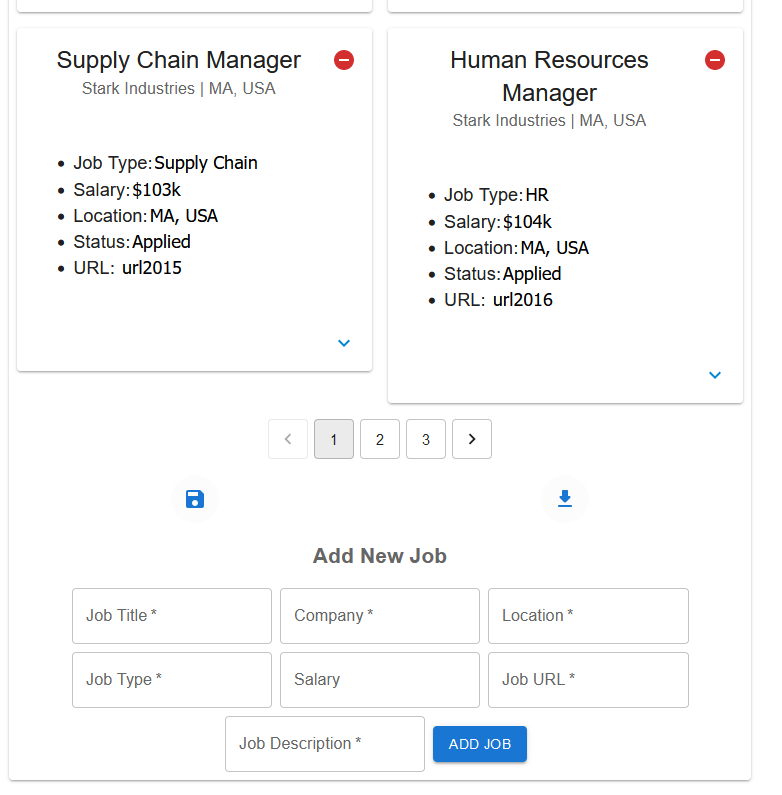 Supply Chain Manager
Stark Industries | MA, USA
Job Type:Supply Chain
Salary:$103k
Location:MA, USA
Status:Applied
URL: url2015
Human Resources
Manager
Stark Industries | MA, USA
Job Type:HR
Salary:$104k
Location:MA, USA
Status:Applied
URL: url2016
1 2 3
Add New Job
Job Title * Company * Location *
Job Type * Salary Job URL *
Job Description * ADD JOB